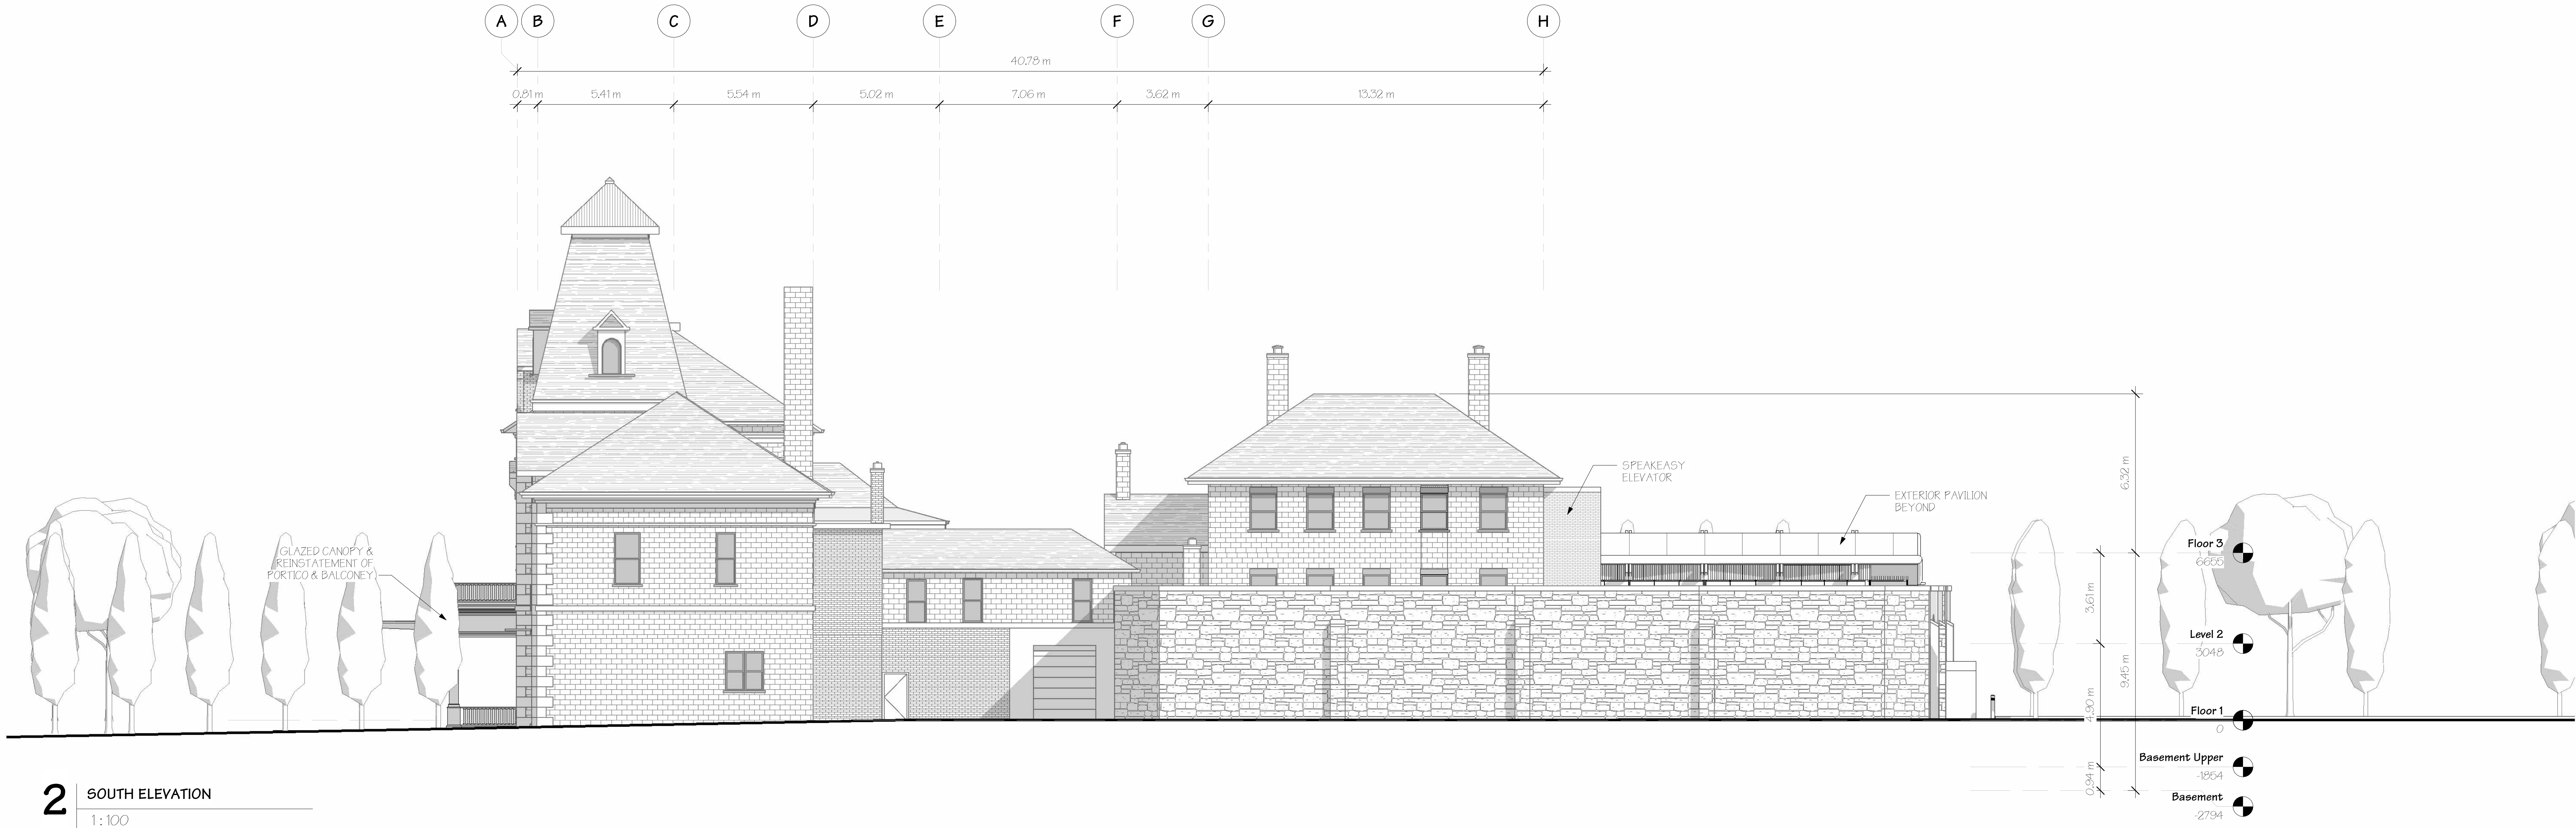 A B C D E F G H
40.78 m
0.81 m 5.41 m 5.54 m 5.02 m 7.06 m 3.62 m 13.32 m
SPEAKEASY
ELEVATOR
EXTERIOR PAVILION
BEYOND
GLAZED CANOPY &
REINSTATEMENT OF
PORTICO & BALCONEY
6.32 m
3.61 m
9.45 m
4.90 m
0.94 m
Floor 3
6655
Level 2
3048
Floor 1
0
Basement Upper
-1854
Basement
-2794
2 SOUTH ELEVATION
1 : 100